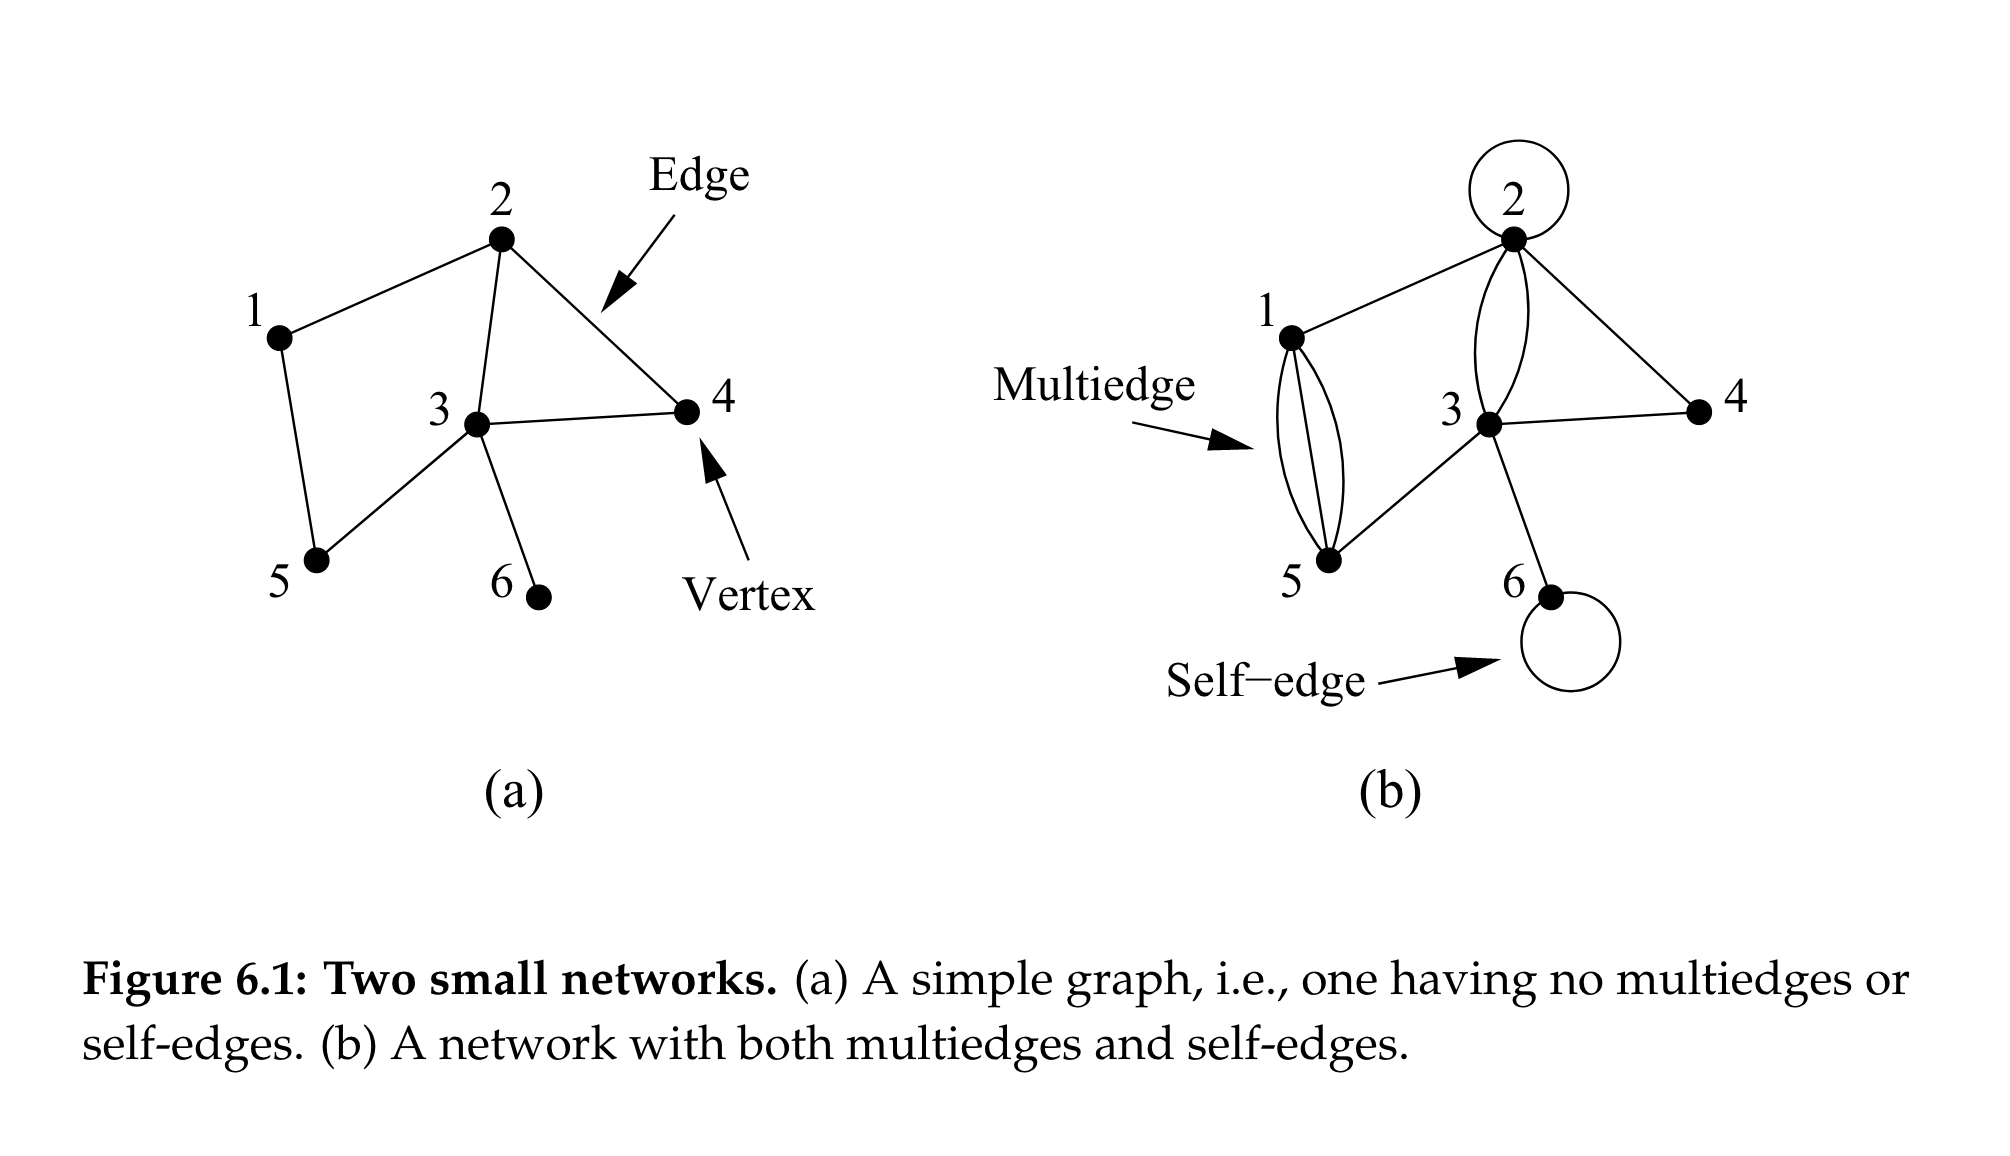 Edge
2
1
3
4
5
6
Vertex
(a)
2
1
Multiedge
3
4
5
6
Self−edge
(b)
Figure 6.1: Two small networks. (a) A simple graph, i.e., one having no multiedges or
self-edges. (b) A network with both multiedges and self-edges.